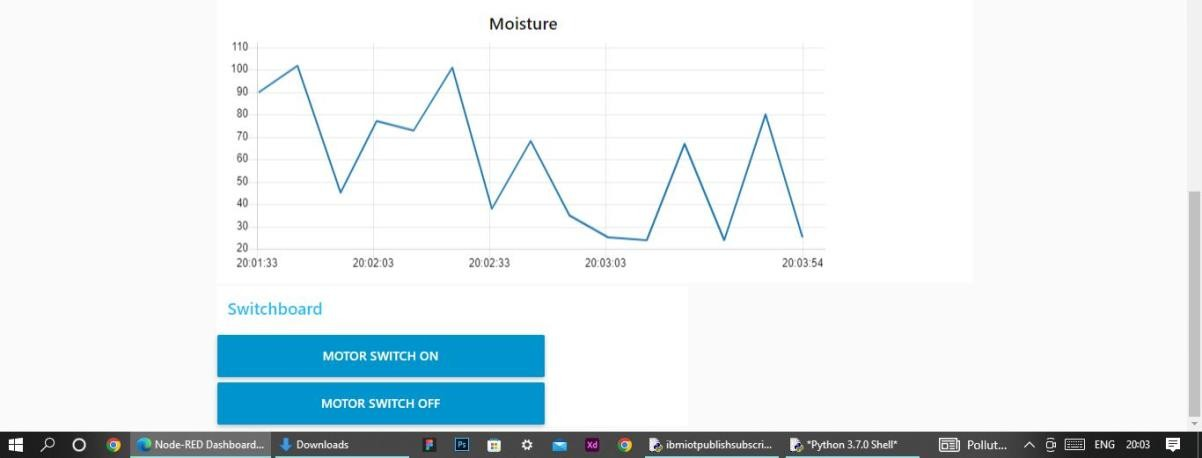 Moisture
110
100
90
80
70
60
50
40
30
20
20:01:33 20:02:03 20:02:33 20:03:03 20:03:54
Switchboard
MOTOR SWITCH ON
MOTOR SWITCH OFF
Node-RED Dashboard... Downloads Ps Xd ibmiotpublishsubscri... *Python 3.7.0 Shell* Pollut... ENG 20:03